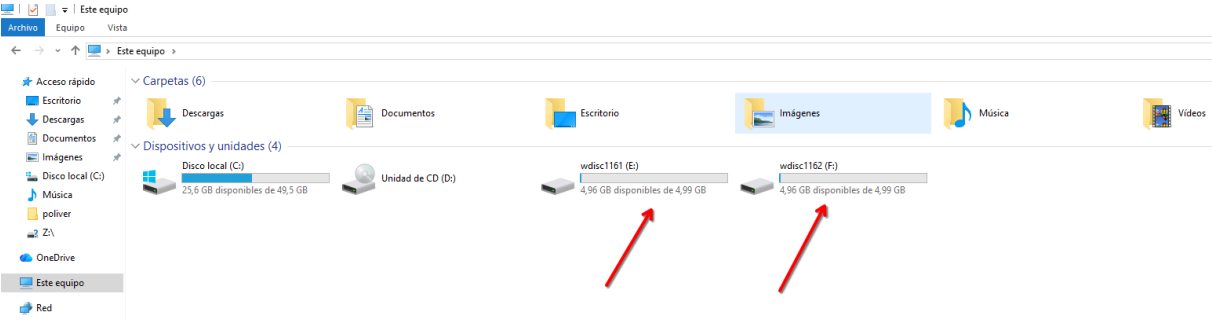 Este equipo
Archivo Equipo Vista
Este equipo
Acceso rápido
Escritorio
Descargas
Documentos
Imágenes
Disco local (C:)
Música
poliver
Z:\
OneDrive
Este equipo
Red
Carpetas (6)
Descargas
Documentos
Escritorio
Imágenes
Música
Vídeos
Dispositivos y unidades (4)
Disco local (C:)
25,6 GB disponibles de 49,5 GB
Unidad de CD (D:)
wdisc1161 (E:)
4,96 GB disponibles de 4,99 GB
wdisc1162 (F:)
4,96 GB disponibles de 4,99 GB